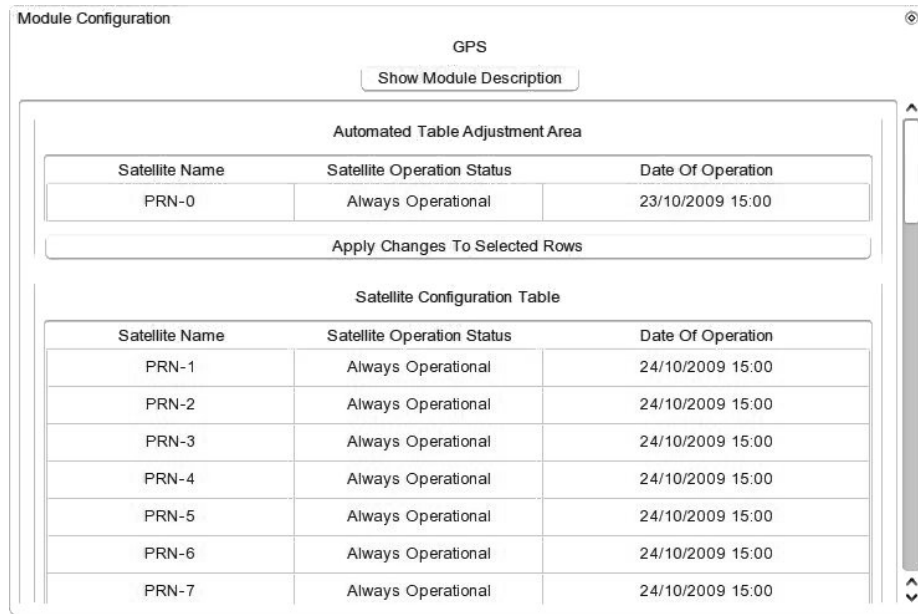 Module Configuration
GPS
Show Module Description
Automated Table Adjustment Area
Satellite Name Satellite Operation Status Date Of Operation
PRN-0 Always Operational 23/10/2009 15:00
Apply Changes To Selected Rows
Satellite Configuration Table
Satellite Name Satellite Operation Status Date Of Operation
PRN-1 Always Operational 24/10/2009 15:00
PRN-2 Always Operational 24/10/2009 15:00
PRN-3 Always Operational 24/10/2009 15:00
PRN-4 Always Operational 24/10/2009 15:00
PRN-5 Always Operational 24/10/2009 15:00
PRN-6 Always Operational 24/10/2009 15:00
PRN-7 Always Operational 24/10/2009 15:00